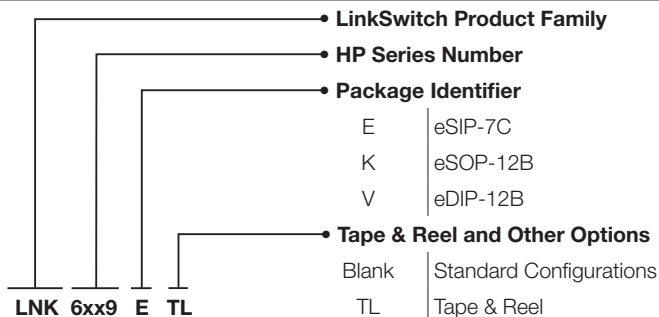 LinkSwitch Product Family
HP Series Number
Package Identifier
E eSIP-7C
K eSOP-12B
V eDIP-12B
Tape & Reel and Other Options
Blank Standard Configurations
LNK 6xx9 E TL TL Tape & Reel